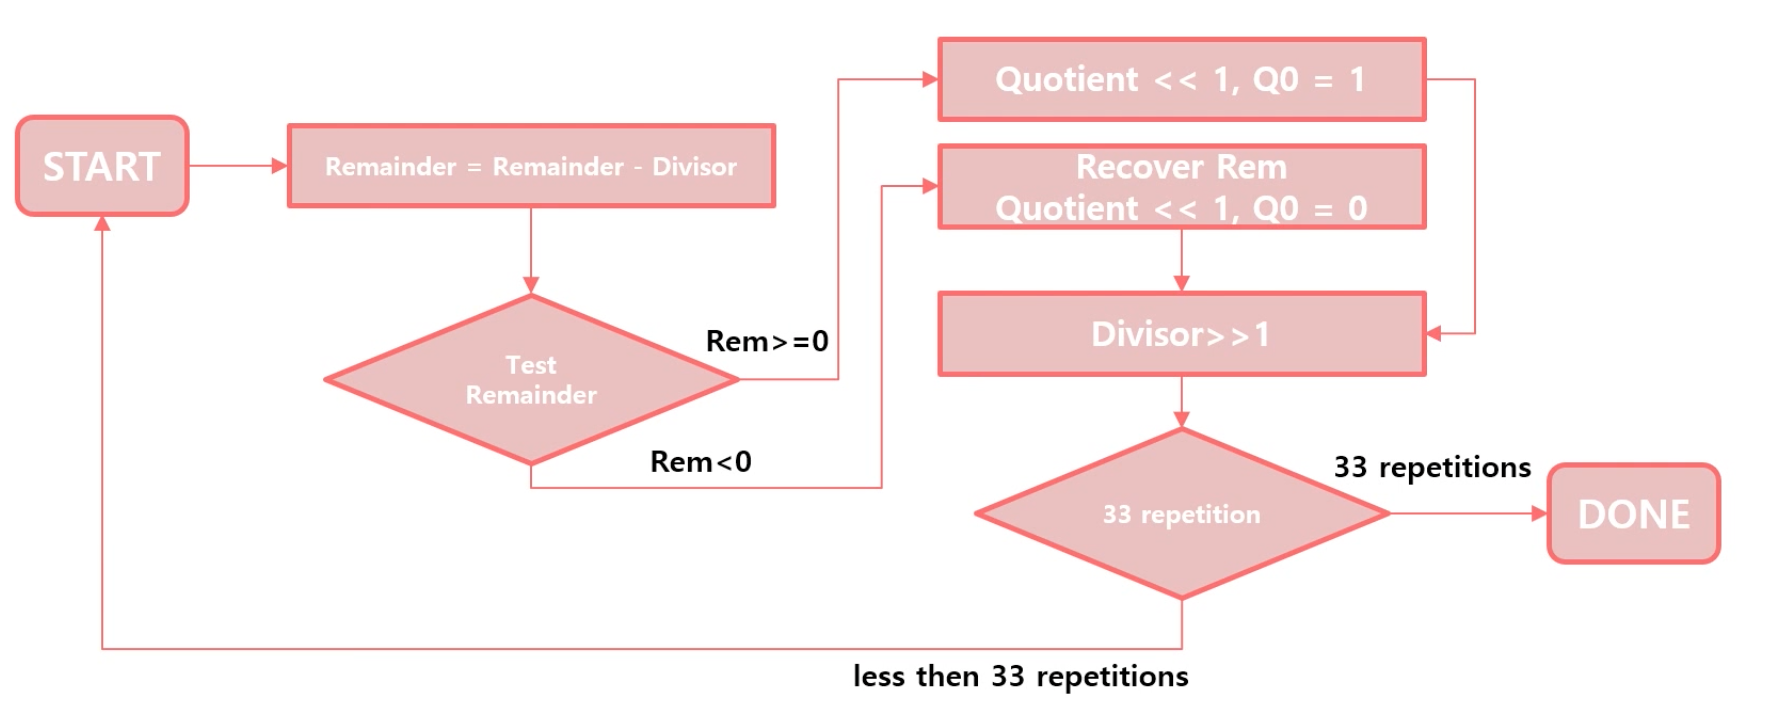 START
Remainder = Remainder - Divisor
Test
Remainder
Rem>=0
Rem<0
Quotient << 1, Q0 = 1
Recover Rem
Quotient << 1, Q0 = 0
Divisor>>1
33 repetition
33 repetitions
DONE
less then 33 repetitions